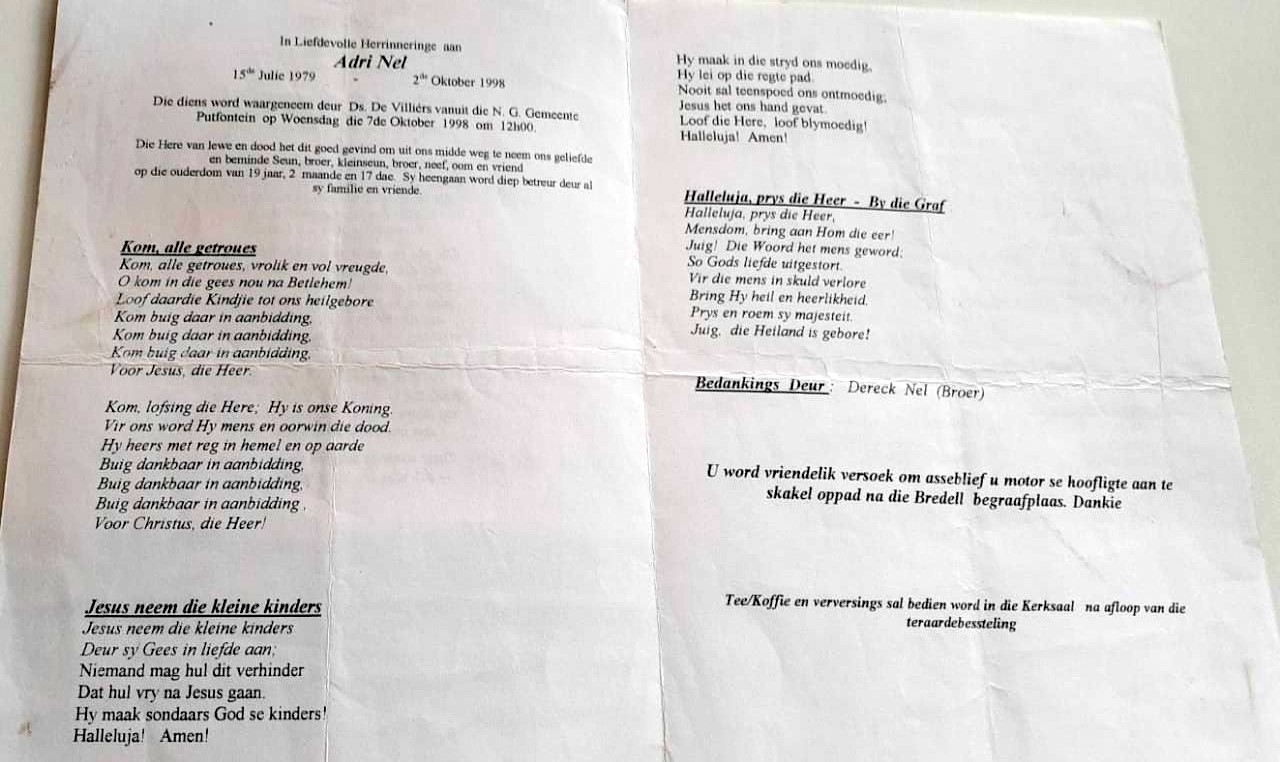 In Liefdevolle Herrinneringe aan
Adri Nel
15de Julie 1979 - 2de Oktober 1998
Die diens word waargeneem deur Ds. De Villiérs vanuit die N. G. Gemeente
Putfontein op Woensdag die 7de Oktober 1998 om 12h00.
Die Here van lewe en dood het dit goed gevind om uit ons midde weg te neem ons geliefde
en beminde Seun, broer, kleinseun, broer, neef, oom en vriend
op die ouderdom van 19 jaar, 2 maande en 17 dae. Sy heengaan word diep betreur deur al
sy familie en vriende.
Kom, alle getroues
Kom, alle getroues, vrolik en vol vreugde,
O kom in die gees nou na Betlehem!
Loof daardie Kindjie tot ons heilgebore
Kom buig daar in aanbidding,
Kom buig daar in aanbidding,
Kom buig daar in aanbidding,
Voor Jesus, die Heer.
Kom, lofsing die Here; Hy is onse Koning.
Vir ons word Hy mens en oorwin die dood.
Hy heers met reg in hemel en op aarde
Buig dankbaar in aanbidding,
Buig dankbaar in aanbidding,
Buig dankbaar in aanbidding ,
Voor Christus, die Heer!
Jesus neem die kleine kinders
Jesus neem die kleine kinders
Deur sy Gees in liefde aan;
Niemand mag hul dit verhinder
Dat hul vry na Jesus gaan.
Hy maak sondaars God se kinders!
Halleluja! Amen!
Hy maak in die stryd ons moedig,
Hy lei op die regte pad.
Nooit sal teenspoed ons ontmoedig;
Jesus het ons hand gevat.
Loof die Here, loof blymoedig!
Halleluja! Amen!
Halleluja, prys die Heer - By die Graf
Halleluja, prys die Heer,
Mensdom, bring aan Hom die eer!
Juig! Die Woord het mens geword;
So Gods liefde uitgestort.
Vir die mens in skuld verlore
Bring Hy heil en heerlikheid.
Prys en roem sy majesteit.
Juig, die Heiland is gebore!
Bedankings Deur : Dereck Nel (Broer)
U word vriendelik versoek om asseblief u motor se hoofligte aan te
skakel oppad na die Bredell begraafplaas. Dankie
Tee/Koffie en verversings sal bedien word in die Kerksaal na afloop van die
teraardebessteling